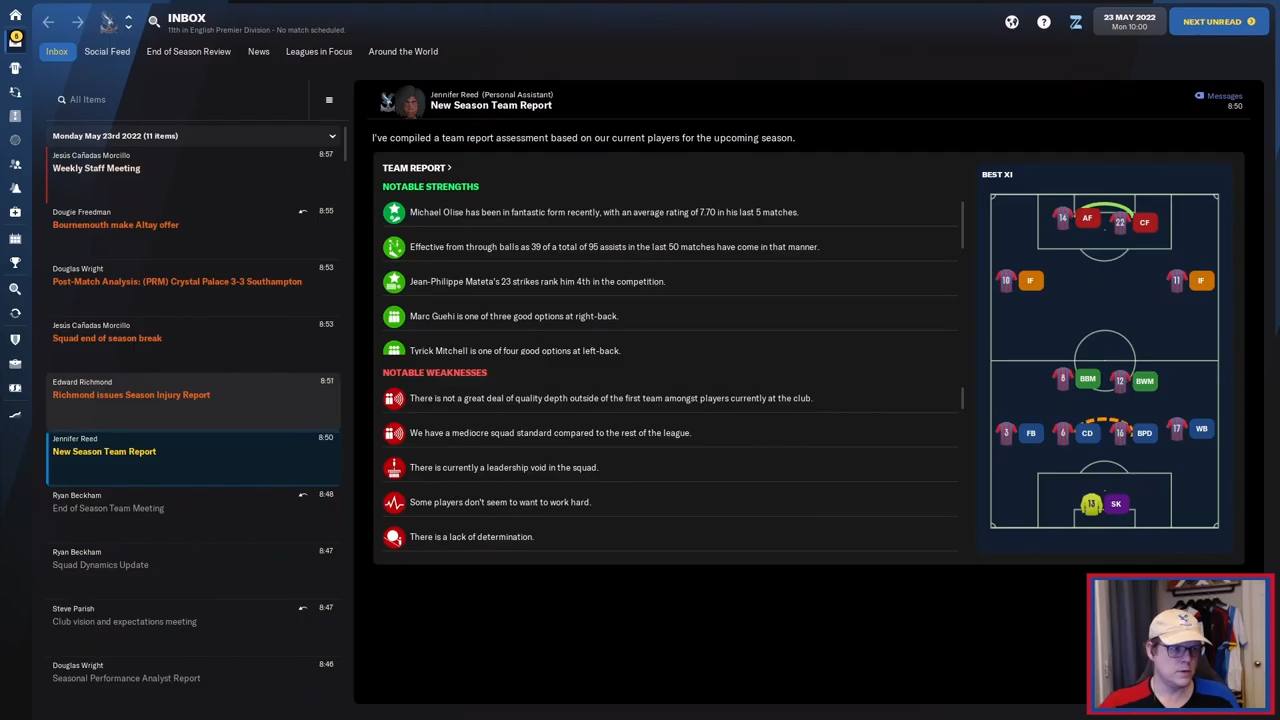 INBOX
11th in English Premier Division - No match scheduled.
23 MAY 2022
Mon 10:00
NEXT UNREAD
6
Inbox
Social Feed
End of Season Review
News
Leagues in Focus
Around the World
All Items
Monday May 23rd 2022 (11 items)
Jesús Cañadas Morcillo
8:57
Weekly Staff Meeting
Dougie Freedman
8:55
Bournemouth make Altay offer
Douglas Wright
8:53
Post-Match Analysis: (PRM) Crystal Palace 3-3 Southampton
Jesús Cañadas Morcillo
8:53
Squad end of season break
Edward Richmond
8:51
Richmond issues Season Injury Report
Jennifer Reed
8:50
New Season Team Report
Ryan Beckham
8:48
End of Season Team Meeting
Ryan Beckham
8:47
Squad Dynamics Update
Steve Parish
8:47
Club vision and expectations meeting
Douglas Wright
8:46
Seasonal Performance Analyst Report
Jennifer Reed (Personal Assistant)
New Season Team Report
Messages
8:50
I've compiled a team report assessment based on our current players for the upcoming season.
TEAM REPORT
NOTABLE STRENGTHS
Michael Olise has been in fantastic form recently, with an average rating of 7.70 in his last 5 matches.
Effective from through balls as 39 of a total of 95 assists in the last 50 matches have come in that manner.
Jean-Philippe Mateta's 23 strikes rank him 4th in the competition.
Marc Guehi is one of three good options at right-back.
Tyrick Mitchell is one of four good options at left-back.
NOTABLE WEAKNESSES
There is not a great deal of quality depth outside of the first team amongst players currently at the club.
We have a mediocre squad standard compared to the rest of the league.
There is currently a leadership void in the squad.
Some players don't seem to want to work hard.
There is a lack of determination.
BEST XI
14 AF 22 CF
10 IF 11 IF
8 BBM 12 BWM
3 FB 6 CD 16 BPD 17 WB
13 SK